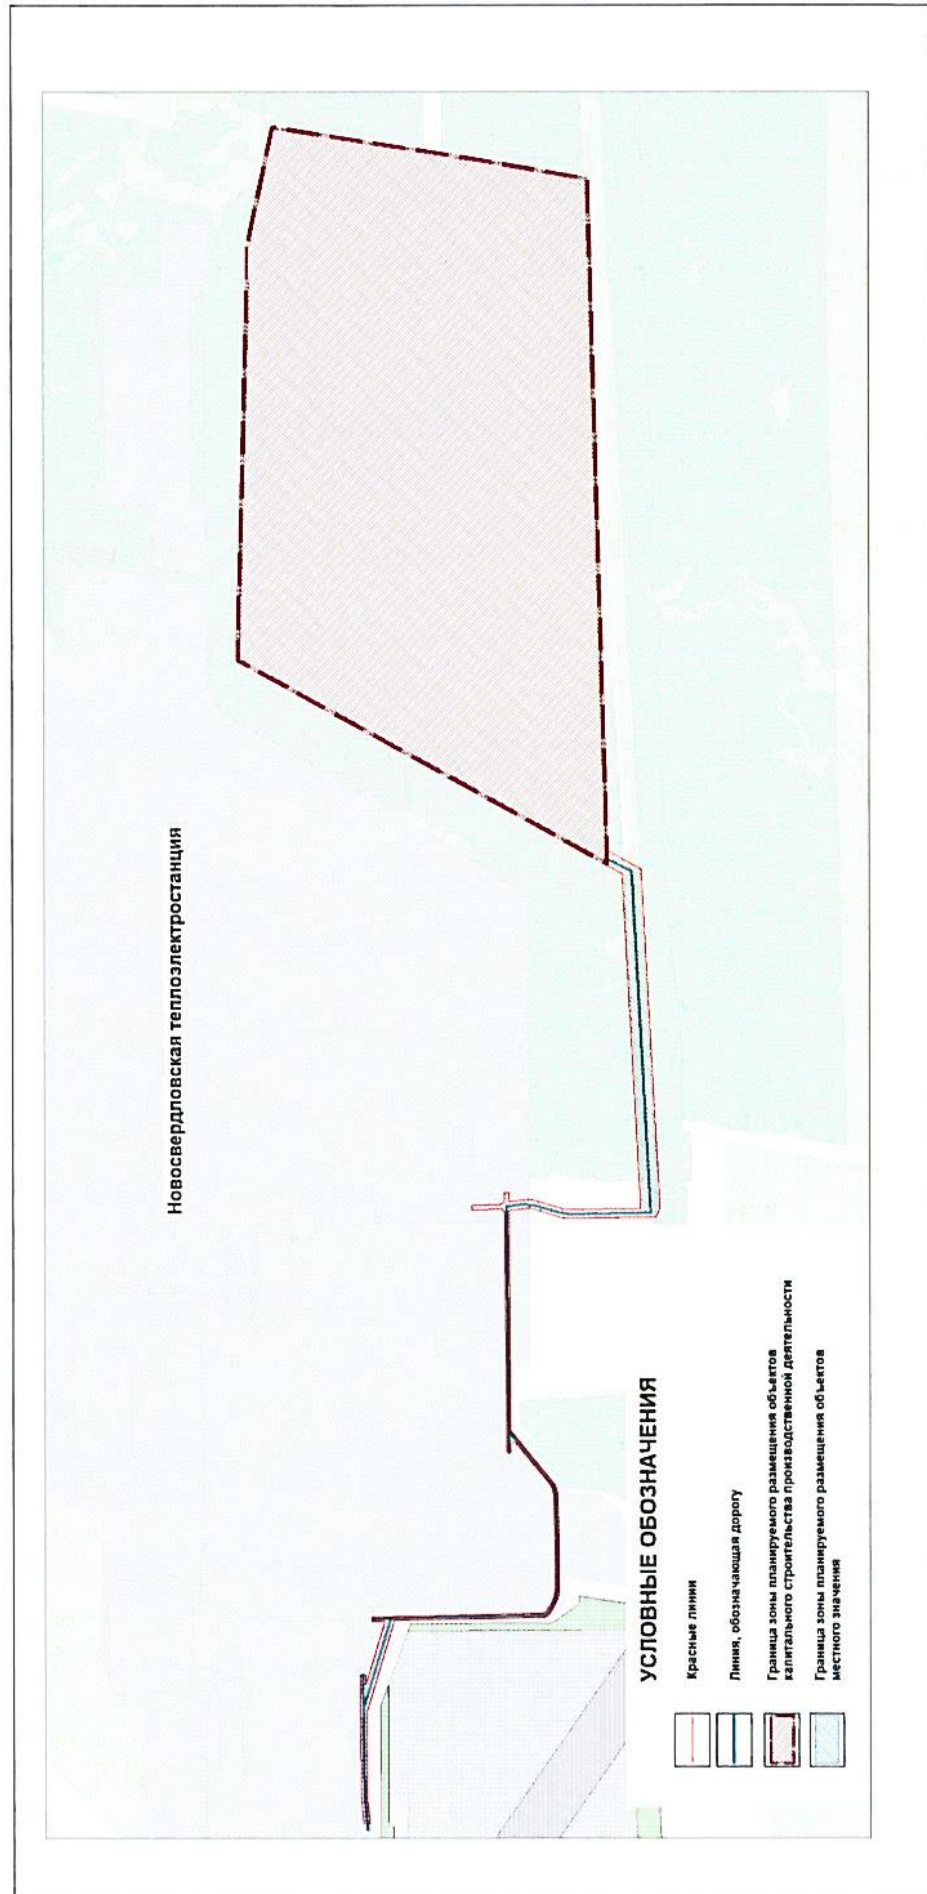 Новосвердловская теплоэлектростанция
УСЛОВНЫЕ ОБОЗНАЧЕНИЯ
Красные линии
Линия, обозначающая дорогу
Граница зоны планируемого размещения объектов
капитального строительства производственной деятельности
Граница зоны планируемого размещения объектов
местного значения